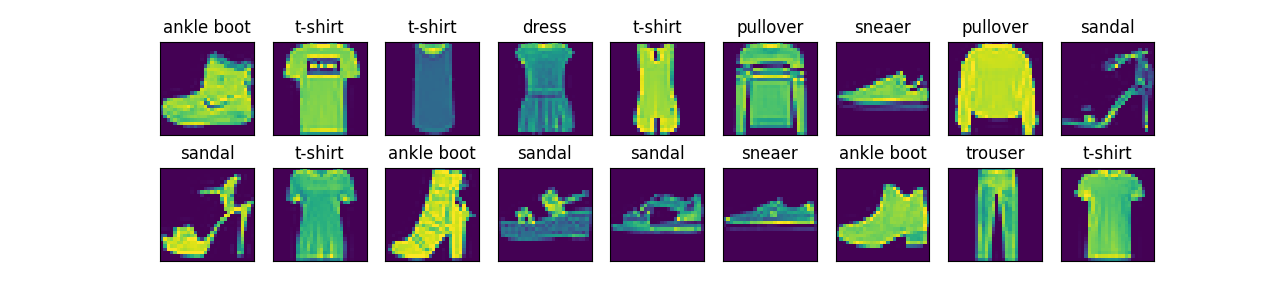 ankle boot t-shirt t-shirt dress t-shirt pullover sneaer pullover sandal
sandal t-shirt ankle boot sandal sandal sneaer ankle boot trouser t-shirt